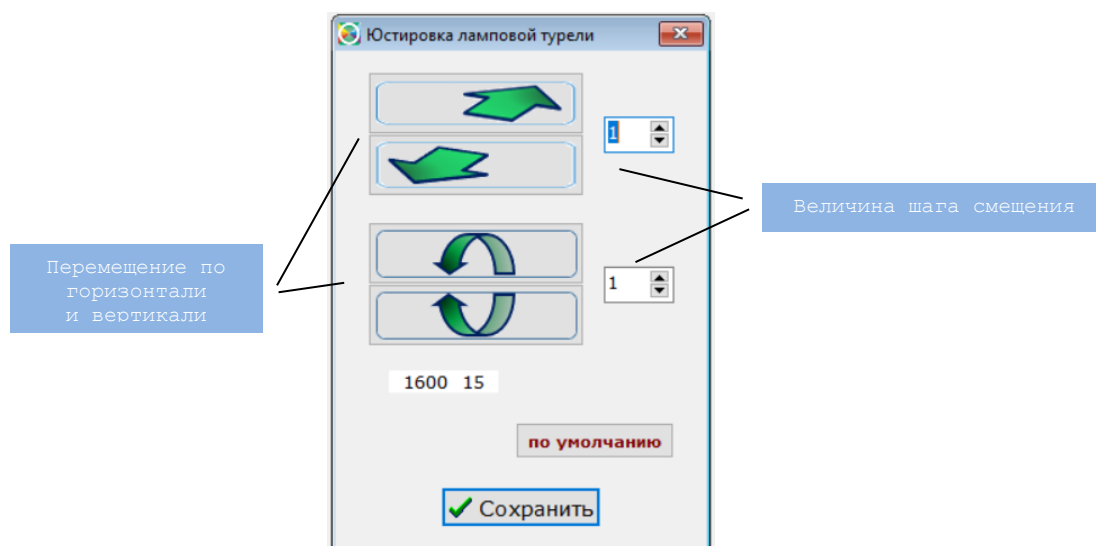 Юстировка ламповой турели
1
Величина шага смещения
Перемещение по
горизонтали
и вертикали
1
1600 15
по умолчанию
Сохранить